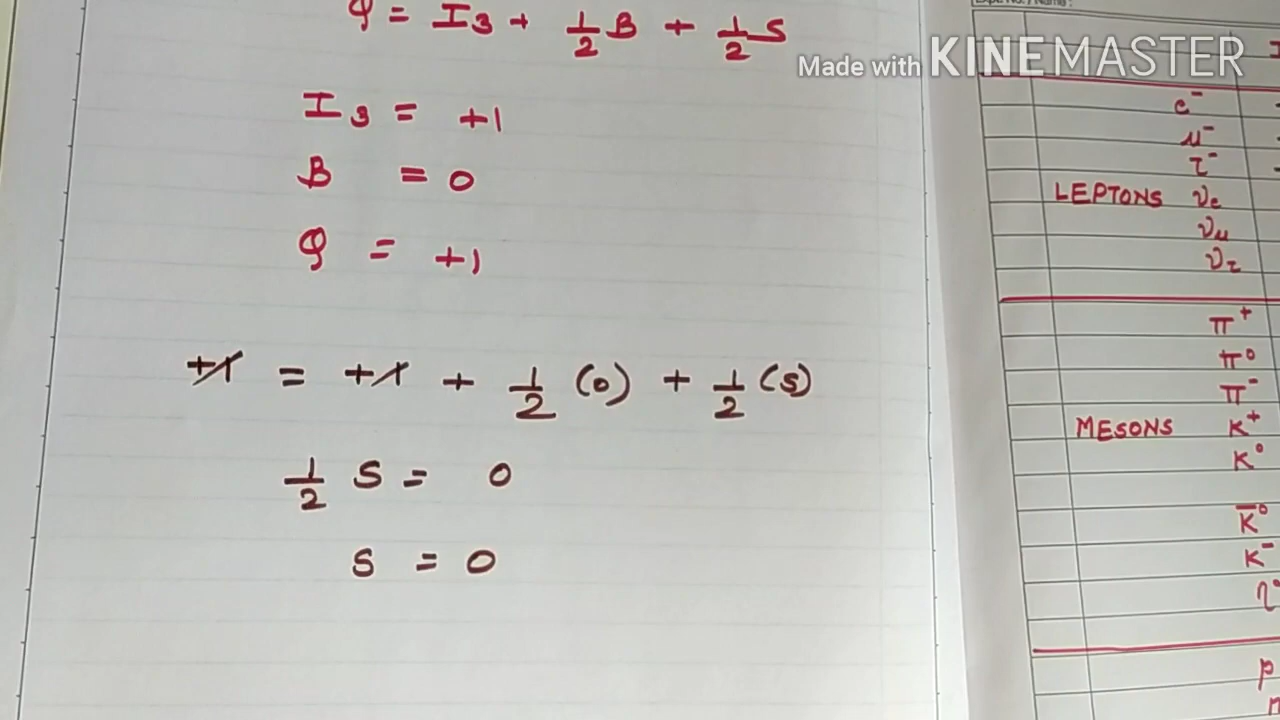 Q = I3 + 1/2 B + 1/2 S
Made with KINEMASTER
I3 = +1
B = 0
Q = +1
+1 = +1 + 1/2 (0) + 1/2 (S)
1/2 S = 0
S = 0
e-
μ-
τ-
LEPTONS νe
νμ
ντ
π+
π0
π-
MESONS K+
K0
K̄0
K-
η0
p
n